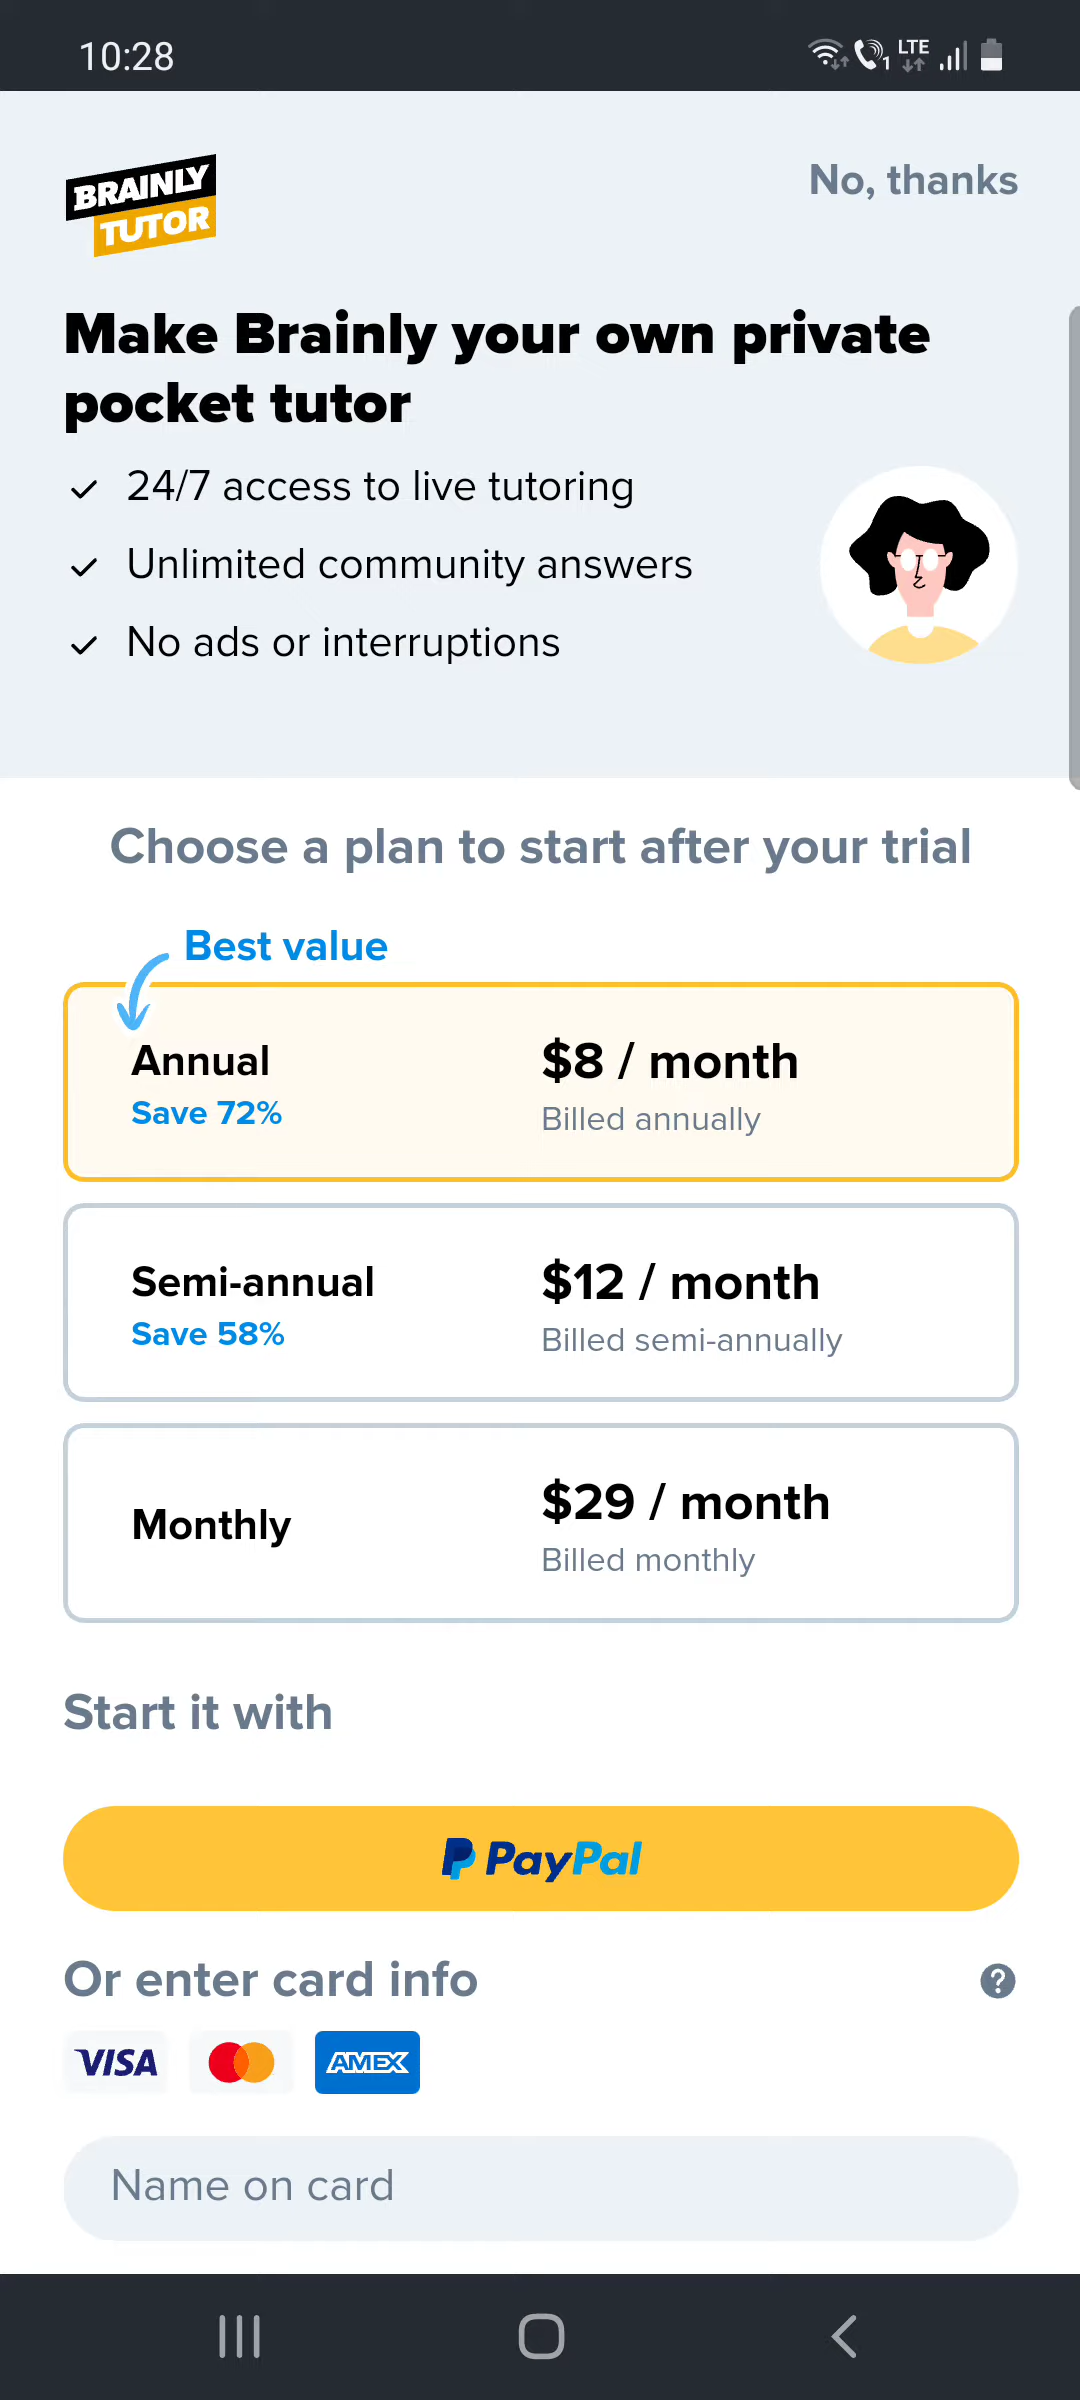 10:28
1 LTE
BRAINLY
TUTOR
No, thanks
Make Brainly your own private
pocket tutor
24/7 access to live tutoring
Unlimited community answers
No ads or interruptions
Choose a plan to start after your trial
Best value
Annual
$8 / month
Save 72%
Billed annually
Semi-annual
$12 / month
Save 58%
Billed semi-annually
Monthly
$29 / month
Billed monthly
Start it with
PayPal
Or enter card info
?
VISA
AMEX
Name on card